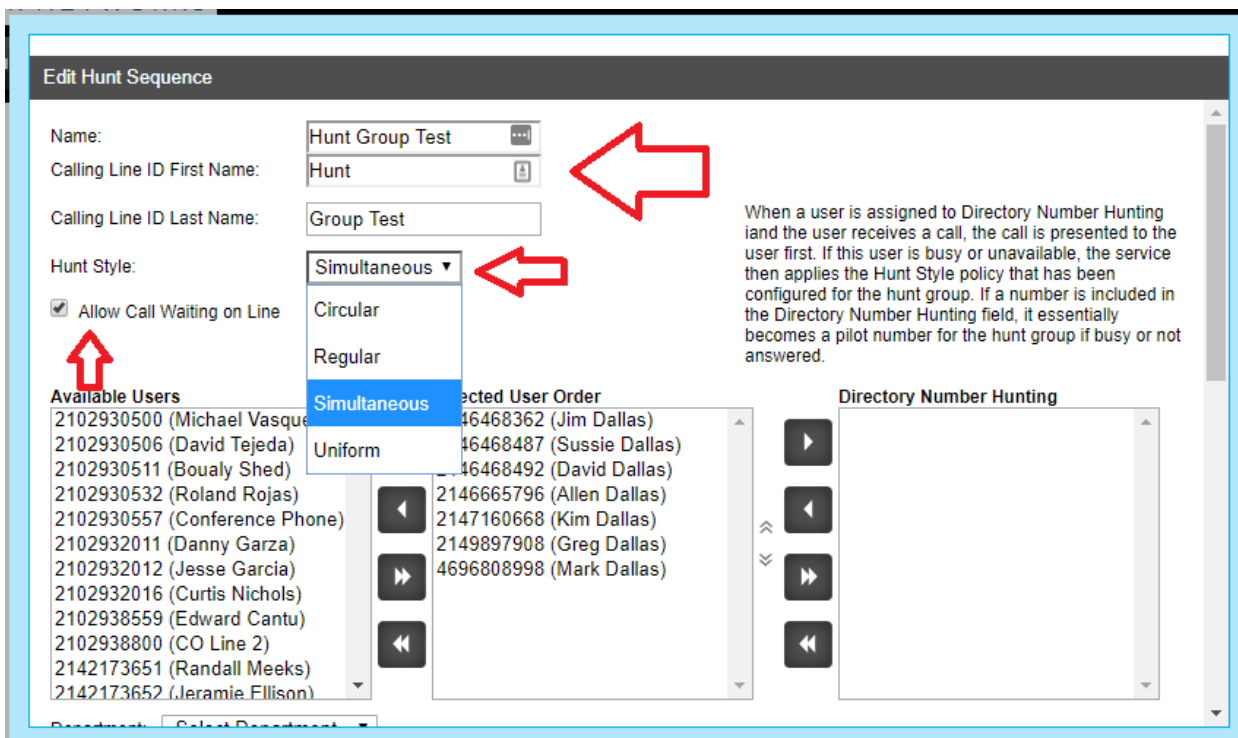 Edit Hunt Sequence
Name: Hunt Group Test
Calling Line ID First Name: Hunt
Calling Line ID Last Name: Group Test
Hunt Style: Simultaneous
Circular
Regular
Simultaneous
Uniform
Allow Call Waiting on Line
When a user is assigned to Directory Number Hunting
iand the user receives a call, the call is presented to the
user first. If this user is busy or unavailable, the service
then applies the Hunt Style policy that has been
configured for the hunt group. If a number is included in
the Directory Number Hunting field, it essentially
becomes a pilot number for the hunt group if busy or not
answered.
Available Users
2102930500 (Michael Vasque
2102930506 (David Tejeda)
2102930511 (Boualy Shed)
2102930532 (Roland Rojas)
2102930557 (Conference Phone)
2102932011 (Danny Garza)
2102932012 (Jesse Garcia)
2102932016 (Curtis Nichols)
2102938559 (Edward Cantu)
2102938800 (CO Line 2)
2142173651 (Randall Meeks)
2142173652 (Jeramie Ellison)
ected User Order
46468362 (Jim Dallas)
46468487 (Sussie Dallas)
2146468492 (David Dallas)
2146665796 (Allen Dallas)
2147160668 (Kim Dallas)
2149897908 (Greg Dallas)
4696808998 (Mark Dallas)
Directory Number Hunting
Department: Select Department